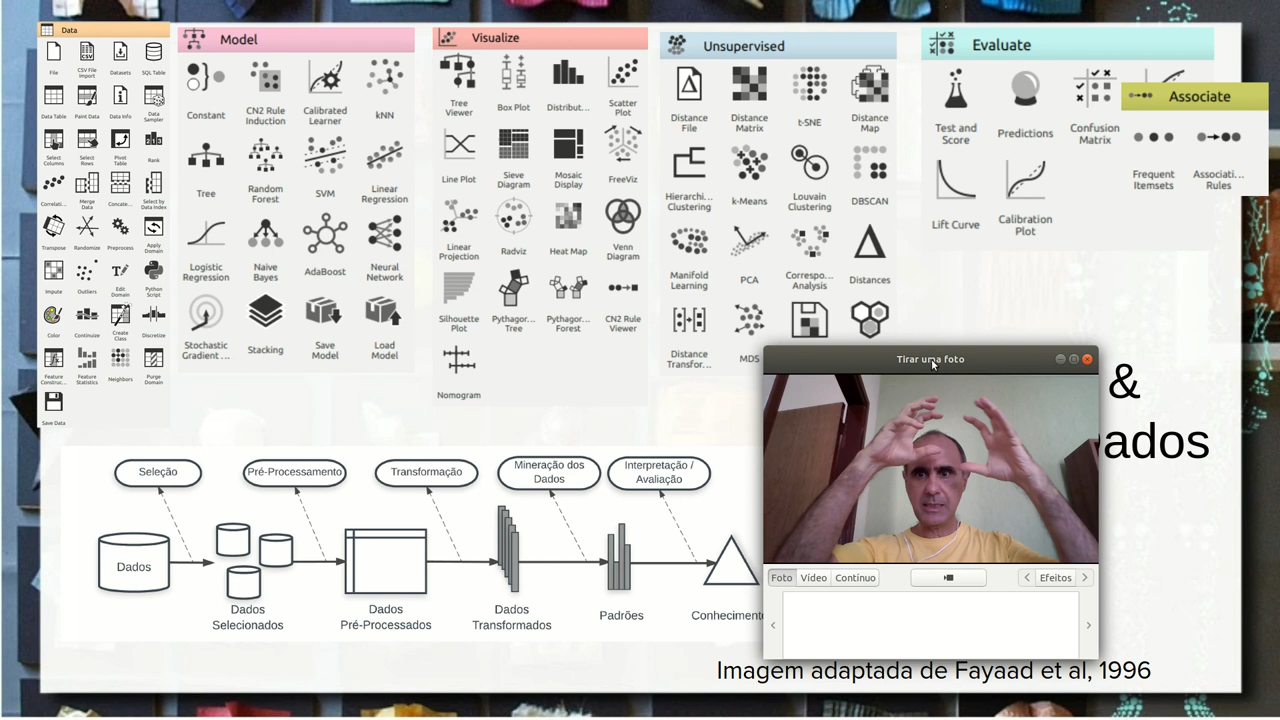 Data
File
CSV File
Import
Datasets
SQL Table
Data Table
Paint Data
Data Info
Data
Sampler
Select
Columns
Select
Rows
Pivot
Table
Rank
Correlati...
Merge
Data
Concate...
Select by
Data Index
Transpose
Randomize
Preprocess
Apply
Domain
Impute
Outliers
Edit
Domain
Python
Script
Color
Continuize
Create
Class
Discretize
Feature
Construc...
Feature
Statistics
Neighbors
Purge
Domain
Save Data
Model
Constant
CN2 Rule
Induction
Calibrated
Learner
kNN
Tree
Random
Forest
SVM
Linear
Regression
Logistic
Regression
Naive
Bayes
AdaBoost
Neural
Network
Stochastic
Gradient ...
Stacking
Save
Model
Load
Model
Visualize
Tree
Viewer
Box Plot
Distribut...
Scatter
Plot
Line Plot
Sieve
Diagram
Mosaic
Display
FreeViz
Linear
Projection
Radviz
Heat Map
Venn
Diagram
Silhouette
Plot
Pythagor...
Tree
Pythagor...
Forest
CN2 Rule
Viewer
Nomogram
Unsupervised
Distance
File
Distance
Matrix
t-SNE
Distance
Map
Hierarchi...
Clustering
k-Means
Louvain
Clustering
DBSCAN
Manifold
Learning
PCA
Correspo...
Analysis
Distances
Distance
Transfor...
MDS
Evaluate
Test and
Score
Predictions
Confusion
Matrix
Lift Curve
Calibration
Plot
Associate
Frequent
Itemsets
Associati...
Rules
&
ados
Tirar uma foto
Foto
Vídeo
Contínuo
Efeitos
Seleção
Pré-Processamento
Transformação
Mineração dos
Dados
Interpretação /
Avaliação
Dados
Dados
Selecionados
Dados
Pré-Processados
Dados
Transformados
Padrões
Conhecimento
Imagem adaptada de Fayaad et al, 1996